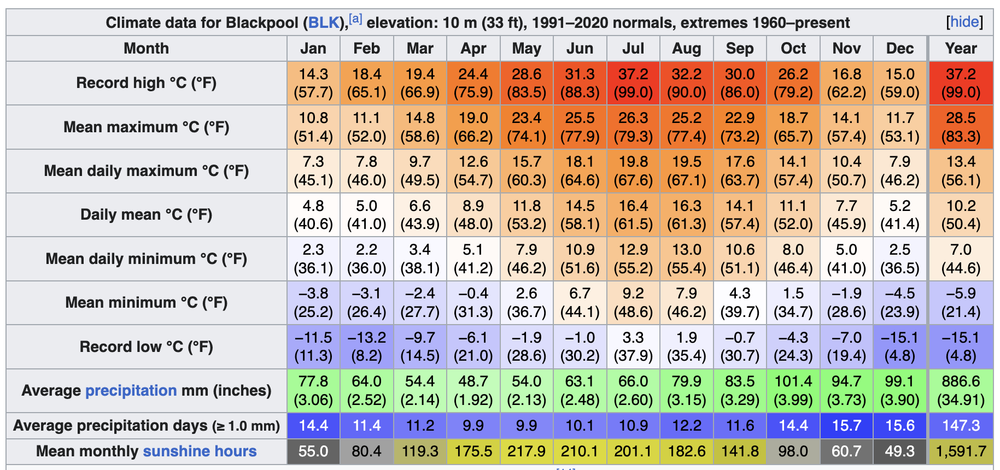 Climate data for Blackpool (BLK),[a] elevation: 10 m (33 ft), 1991–2020 normals, extremes 1960–present [hide]
Month Jan Feb Mar Apr May Jun Jul Aug Sep Oct Nov Dec Year
Record high °C (°F) 14.3 (57.7) 18.4 (65.1) 19.4 (66.9) 24.4 (75.9) 28.6 (83.5) 31.3 (88.3) 37.2 (99.0) 32.2 (90.0) 30.0 (86.0) 26.2 (79.2) 16.8 (62.2) 15.0 (59.0) 37.2 (99.0)
Mean maximum °C (°F) 10.8 (51.4) 11.1 (52.0) 14.8 (58.6) 19.0 (66.2) 23.4 (74.1) 25.5 (77.9) 26.3 (79.3) 25.2 (77.4) 22.9 (73.2) 18.7 (65.7) 14.1 (57.4) 11.7 (53.1) 28.5 (83.3)
Mean daily maximum °C (°F) 7.3 (45.1) 7.8 (46.0) 9.7 (49.5) 12.6 (54.7) 15.7 (60.3) 18.1 (64.6) 19.8 (67.6) 19.5 (67.1) 17.6 (63.7) 14.1 (57.4) 10.4 (50.7) 7.9 (46.2) 13.4 (56.1)
Daily mean °C (°F) 4.8 (40.6) 5.0 (41.0) 6.6 (43.9) 8.9 (48.0) 11.8 (53.2) 14.5 (58.1) 16.4 (61.5) 16.3 (61.3) 14.1 (57.4) 11.1 (52.0) 7.7 (45.9) 5.2 (41.4) 10.2 (50.4)
Mean daily minimum °C (°F) 2.3 (36.1) 2.2 (36.0) 3.4 (38.1) 5.1 (41.2) 7.9 (46.2) 10.9 (51.6) 12.9 (55.2) 13.0 (55.4) 10.6 (51.1) 8.0 (46.4) 5.0 (41.0) 2.5 (36.5) 7.0 (44.6)
Mean minimum °C (°F) −3.8 (25.2) −3.1 (26.4) −2.4 (27.7) −0.4 (31.3) 2.6 (36.7) 6.7 (44.1) 9.2 (48.6) 7.9 (46.2) 4.3 (39.7) 1.5 (34.7) −1.9 (28.6) −4.5 (23.9) −5.9 (21.4)
Record low °C (°F) −11.5 (11.3) −13.2 (8.2) −9.7 (14.5) −6.1 (21.0) −1.9 (28.6) −1.0 (30.2) 3.3 (37.9) 1.9 (35.4) −0.7 (30.7) −4.3 (24.3) −7.0 (19.4) −15.1 (4.8) −15.1 (4.8)
Average precipitation mm (inches) 77.8 (3.06) 64.0 (2.52) 54.4 (2.14) 48.7 (1.92) 54.0 (2.13) 63.1 (2.48) 66.0 (2.60) 79.9 (3.15) 83.5 (3.29) 101.4 (3.99) 94.7 (3.73) 99.1 (3.90) 886.6 (34.91)
Average precipitation days (≥ 1.0 mm) 14.4 11.4 11.2 9.9 9.9 10.1 10.9 12.2 11.6 14.4 15.7 15.6 147.3
Mean monthly sunshine hours 55.0 80.4 119.3 175.5 217.9 210.1 201.1 182.6 141.8 98.0 60.7 49.3 1,591.7